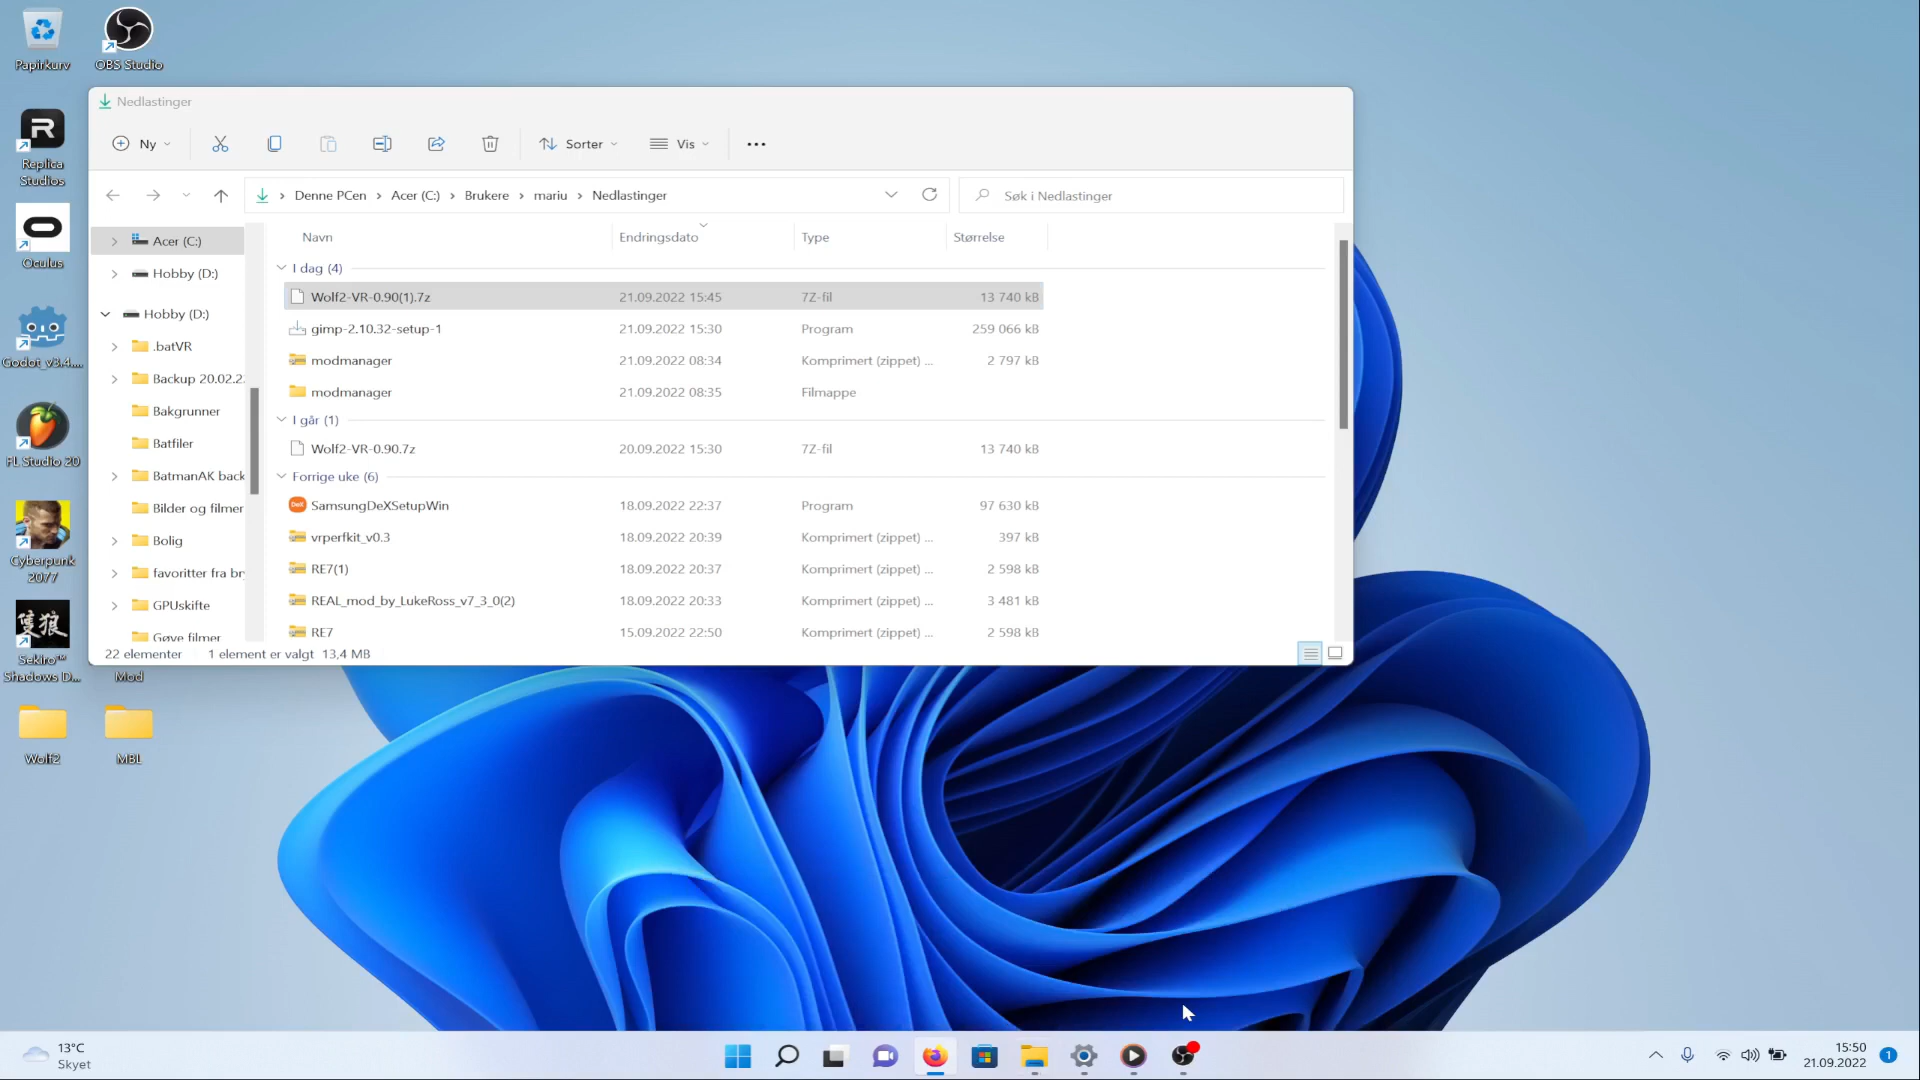 Papirkurv
OBS Studio
Replica
Studios
Oculus
Godot_v3.4....
FL Studio 20
Cyberpunk
2077
Sekiro™
Shadows D...
Mod
Wolf2
MBL
Nedlastinger
Ny
Sorter
Vis
Denne PCen > Acer (C:) > Brukere > mariu > Nedlastinger
Søk i Nedlastinger
Acer (C:)
Hobby (D:)
Hobby (D:)
.batVR
Backup 20.02.2
Bakgrunner
Batfiler
BatmanAK back
Bilder og filmer
Bolig
favoritter fra br
GPUskifte
Gøve filmer
Navn Endringsdato Type Størrelse
I dag (4)
Wolf2-VR-0.90(1).7z 21.09.2022 15:45 7Z-fil 13 740 kB
gimp-2.10.32-setup-1 21.09.2022 15:30 Program 259 066 kB
modmanager 21.09.2022 08:34 Komprimert (zippet) ... 2 797 kB
modmanager 21.09.2022 08:35 Filmappe
I går (1)
Wolf2-VR-0.90.7z 20.09.2022 15:30 7Z-fil 13 740 kB
Forrige uke (6)
DeX SamsungDeXSetupWin 18.09.2022 22:37 Program 97 630 kB
vrperfkit_v0.3 18.09.2022 20:39 Komprimert (zippet) ... 397 kB
RE7(1) 18.09.2022 20:37 Komprimert (zippet) ... 2 598 kB
REAL_mod_by_LukeRoss_v7_3_0(2) 18.09.2022 20:33 Komprimert (zippet) ... 3 481 kB
RE7 15.09.2022 22:50 Komprimert (zippet) ... 2 598 kB
22 elementer 1 element er valgt 13,4 MB
13°C
Skyet
15:50
21.09.2022
1